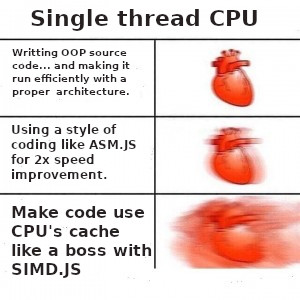 Single thread CPU
Writting OOP source
code... and making it
run efficiently with a
proper architecture.
Using a style of
coding like ASM.JS
for 2x speed
improvement.
Make code use
CPU's cache
like a boss with
SIMD.JS